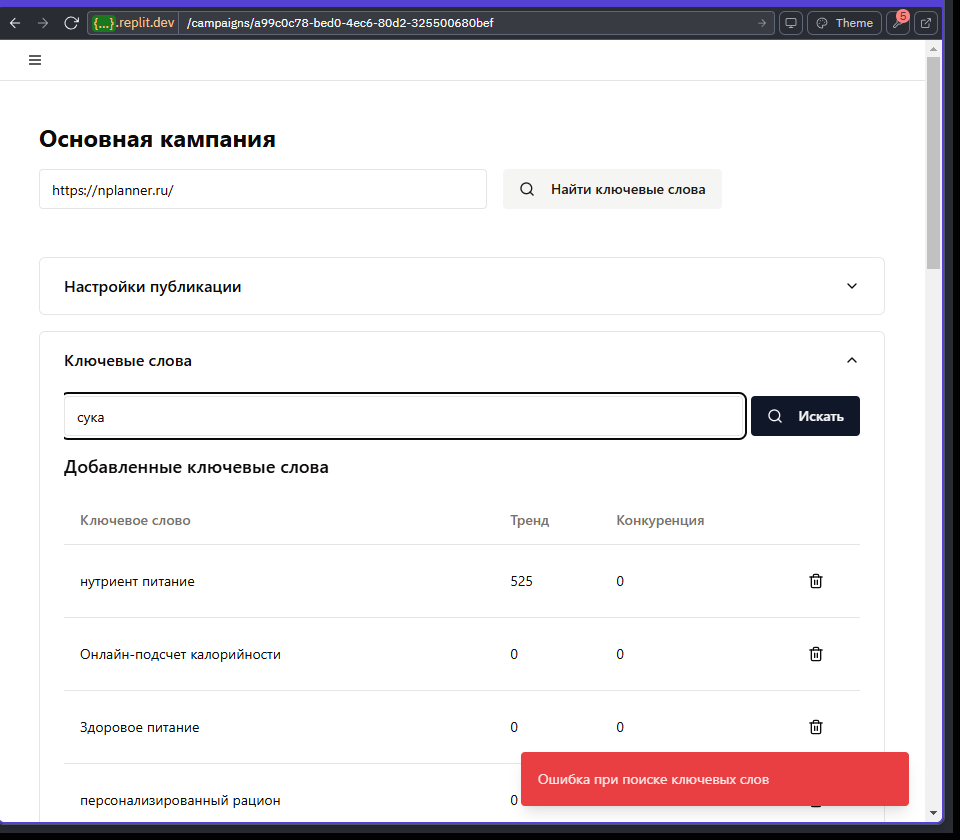 {...}.replit.dev /campaigns/a99c0c78-bed0-4ec6-80d2-325500680bef Theme 5
Основная кампания
https://nplanner.ru/ Найти ключевые слова
Настройки публикации
Ключевые слова
сука Искать
Добавленные ключевые слова
Ключевое слово Тренд Конкуренция
нутриент питание 525 0
Онлайн-подсчет калорийности 0 0
Здоровое питание 0 0
Ошибка при поиске ключевых слов
персонализированный рацион 0